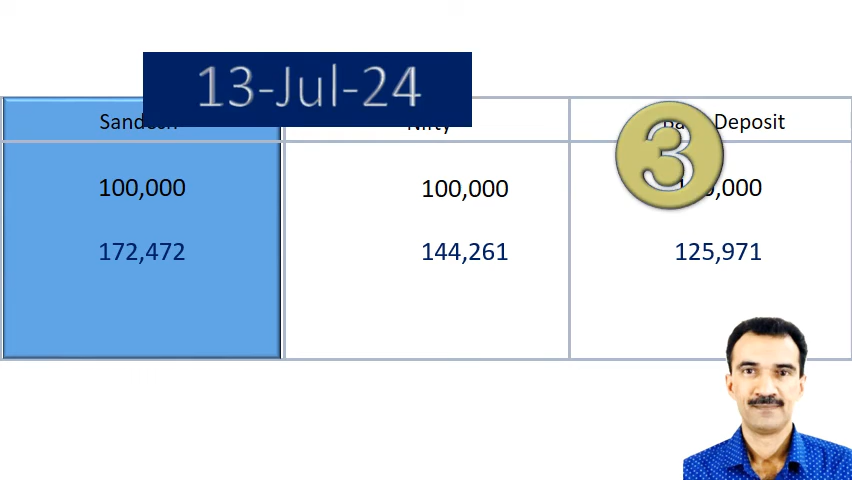 13-Jul-24
Deposit
3
100,000 100,000
172,472 144,261 125,971